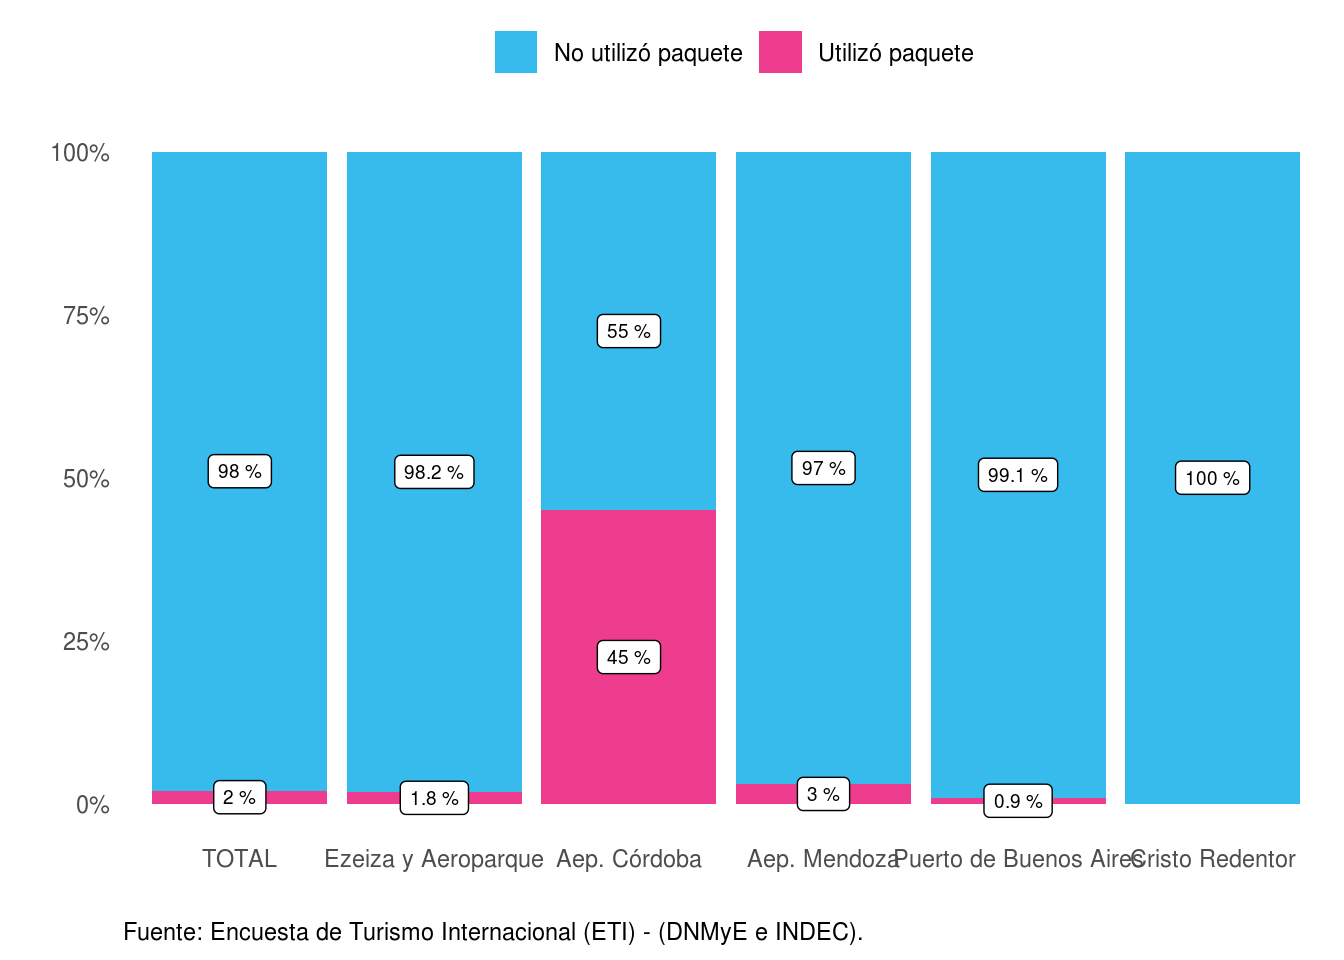 No utilizó paquete Utilizó paquete
100%
75%
50%
25%
0%
55 %
98 %
98.2 %
97 %
99.1 %
100 %
45 %
2 %
1.8 %
3 %
0.9 %
TOTAL
Ezeiza y Aeroparque
Aep. Córdoba
Aep. Mendoza
Puerto de Buenos Aires
Cristo Redentor
Fuente: Encuesta de Turismo Internacional (ETI) - (DNMyE e INDEC).